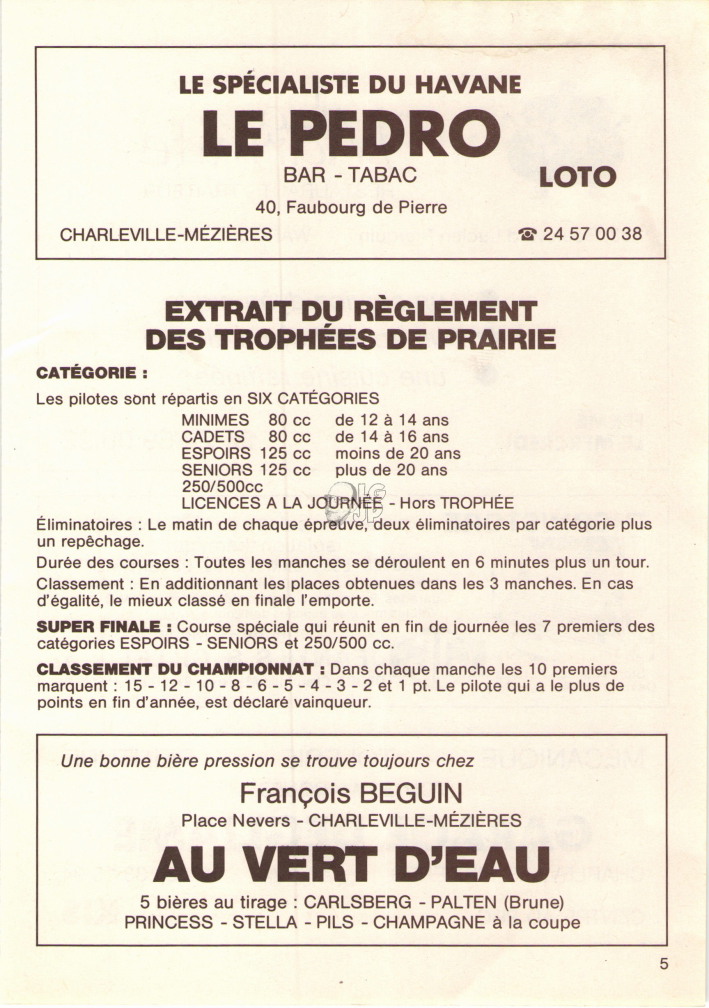 LE SPÉCIALISTE DU HAVANE
LE PEDRO
BAR - TABAC
LOTO
40, Faubourg de Pierre
CHARLEVILLE-MÉZIÈRES ☎ 24 57 00 38
EXTRAIT DU RÈGLEMENT
DES TROPHÉES DE PRAIRIE
CATÉGORIE :
Les pilotes sont répartis en SIX CATÉGORIES
MINIMES 80 cc de 12 à 14 ans
CADETS 80 cc de 14 à 16 ans
ESPOIRS 125 cc moins de 20 ans
SENIORS 125 cc plus de 20 ans
250/500cc
LICENCES A LA JOURNÉE - Hors TROPHÉE
Éliminatoires : Le matin de chaque épreuve, deux éliminatoires par catégorie plus
un repêchage.
Durée des courses : Toutes les manches se déroulent en 6 minutes plus un tour.
Classement : En additionnant les places obtenues dans les 3 manches. En cas
d'égalité, le mieux classé en finale l'emporte.
SUPER FINALE : Course spéciale qui réunit en fin de journée les 7 premiers des
catégories ESPOIRS - SENIORS et 250/500 cc.
CLASSEMENT DU CHAMPIONNAT : Dans chaque manche les 10 premiers
marquent : 15 - 12 - 10 - 8 - 6 - 5 - 4 - 3 - 2 et 1 pt. Le pilote qui a le plus de
points en fin d'année, est déclaré vainqueur.
Une bonne bière pression se trouve toujours chez
François BEGUIN
Place Nevers - CHARLEVILLE-MÉZIÈRES
AU VERT D'EAU
5 bières au tirage : CARLSBERG - PALTEN (Brune)
PRINCESS - STELLA - PILS - CHAMPAGNE à la coupe
5